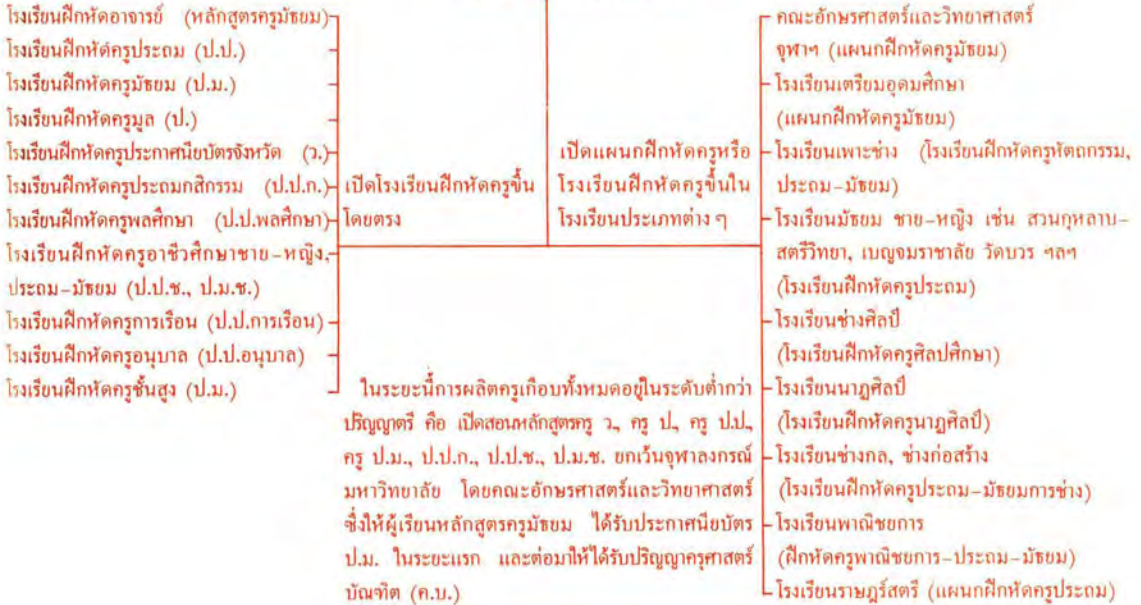 โรงเรียนฝึกหัดอาจารย์ (หลักสูตรครูมัธยม)
โรงเรียนฝึกหัดครูประถม (ป.ป.)
โรงเรียนฝึกหัดครูมัธยม (ป.ม.)
โรงเรียนฝึกหัดครูมูล (ป.)
โรงเรียนฝึกหัดครูประกาศนียบัตรจังหวัด (ว.)
โรงเรียนฝึกหัดครูประถมกสิกรรม (ป.ป.ก.)
โรงเรียนฝึกหัดครูพลศึกษา (ป.ป.พลศึกษา)
โรงเรียนฝึกหัดครูอาชีวศึกษาชาย-หญิง,
ประถม-มัธยม (ป.ป.ช., ป.ม.ช.)
โรงเรียนฝึกหัดครูการเรือน (ป.ป.การเรือน)
โรงเรียนฝึกหัดครูอนุบาล (ป.ป.อนุบาล)
โรงเรียนฝึกหัดครูชั้นสูง (ป.ม.)
เปิดโรงเรียนฝึกหัดครูขึ้น
โดยตรง
เปิดแผนกฝึกหัดครูหรือ
โรงเรียนฝึกหัดครูขึ้นใน
โรงเรียนประเภทต่าง ๆ
คณะอักษรศาสตร์และวิทยาศาสตร์
จุฬาฯ (แผนกฝึกหัดครูมัธยม)
โรงเรียนเตรียมอุดมศึกษา
(แผนกฝึกหัดครูมัธยม)
โรงเรียนเพาะช่าง (โรงเรียนฝึกหัดครูหัตถกรรม,
ประถม-มัธยม)
โรงเรียนมัธยม ชาย-หญิง เช่น สวนกุหลาบ-
สตรีวิทยา, เบญจมราชาลัย วัดบวร ฯลฯ
(โรงเรียนฝึกหัดครูประถม)
โรงเรียนช่างศิลป์
(โรงเรียนฝึกหัดครูศิลปศึกษา)
โรงเรียนนาฏศิลป์
(โรงเรียนฝึกหัดครูนาฏศิลป์)
โรงเรียนช่างกล, ช่างก่อสร้าง
(โรงเรียนฝึกหัดครูประถม-มัธยมการช่าง)
โรงเรียนพาณิชยการ
(ฝึกหัดครูพาณิชยการ-ประถม-มัธยม)
โรงเรียนราษฎร์สตรี (แผนกฝึกหัดครูประถม)
ในระยะนี้การผลิตครูเกือบทั้งหมดอยู่ในระดับต่ำกว่า
ปริญญาตรี คือ เปิดสอนหลักสูตรครู ว., ครู ป., ครู ป.ป.,
ครู ป.ม., ป.ป.ก., ป.ป.ช., ป.ม.ช. ยกเว้นจุฬาลงกรณ์
มหาวิทยาลัย โดยคณะอักษรศาสตร์และวิทยาศาสตร์
ซึ่งให้ผู้เรียนหลักสูตรครูมัธยม ได้รับประกาศนียบัตร
ป.ม. ในระยะแรก และต่อมาให้ได้รับปริญญาครุศาสตร์
บัณฑิต (ค.บ.)